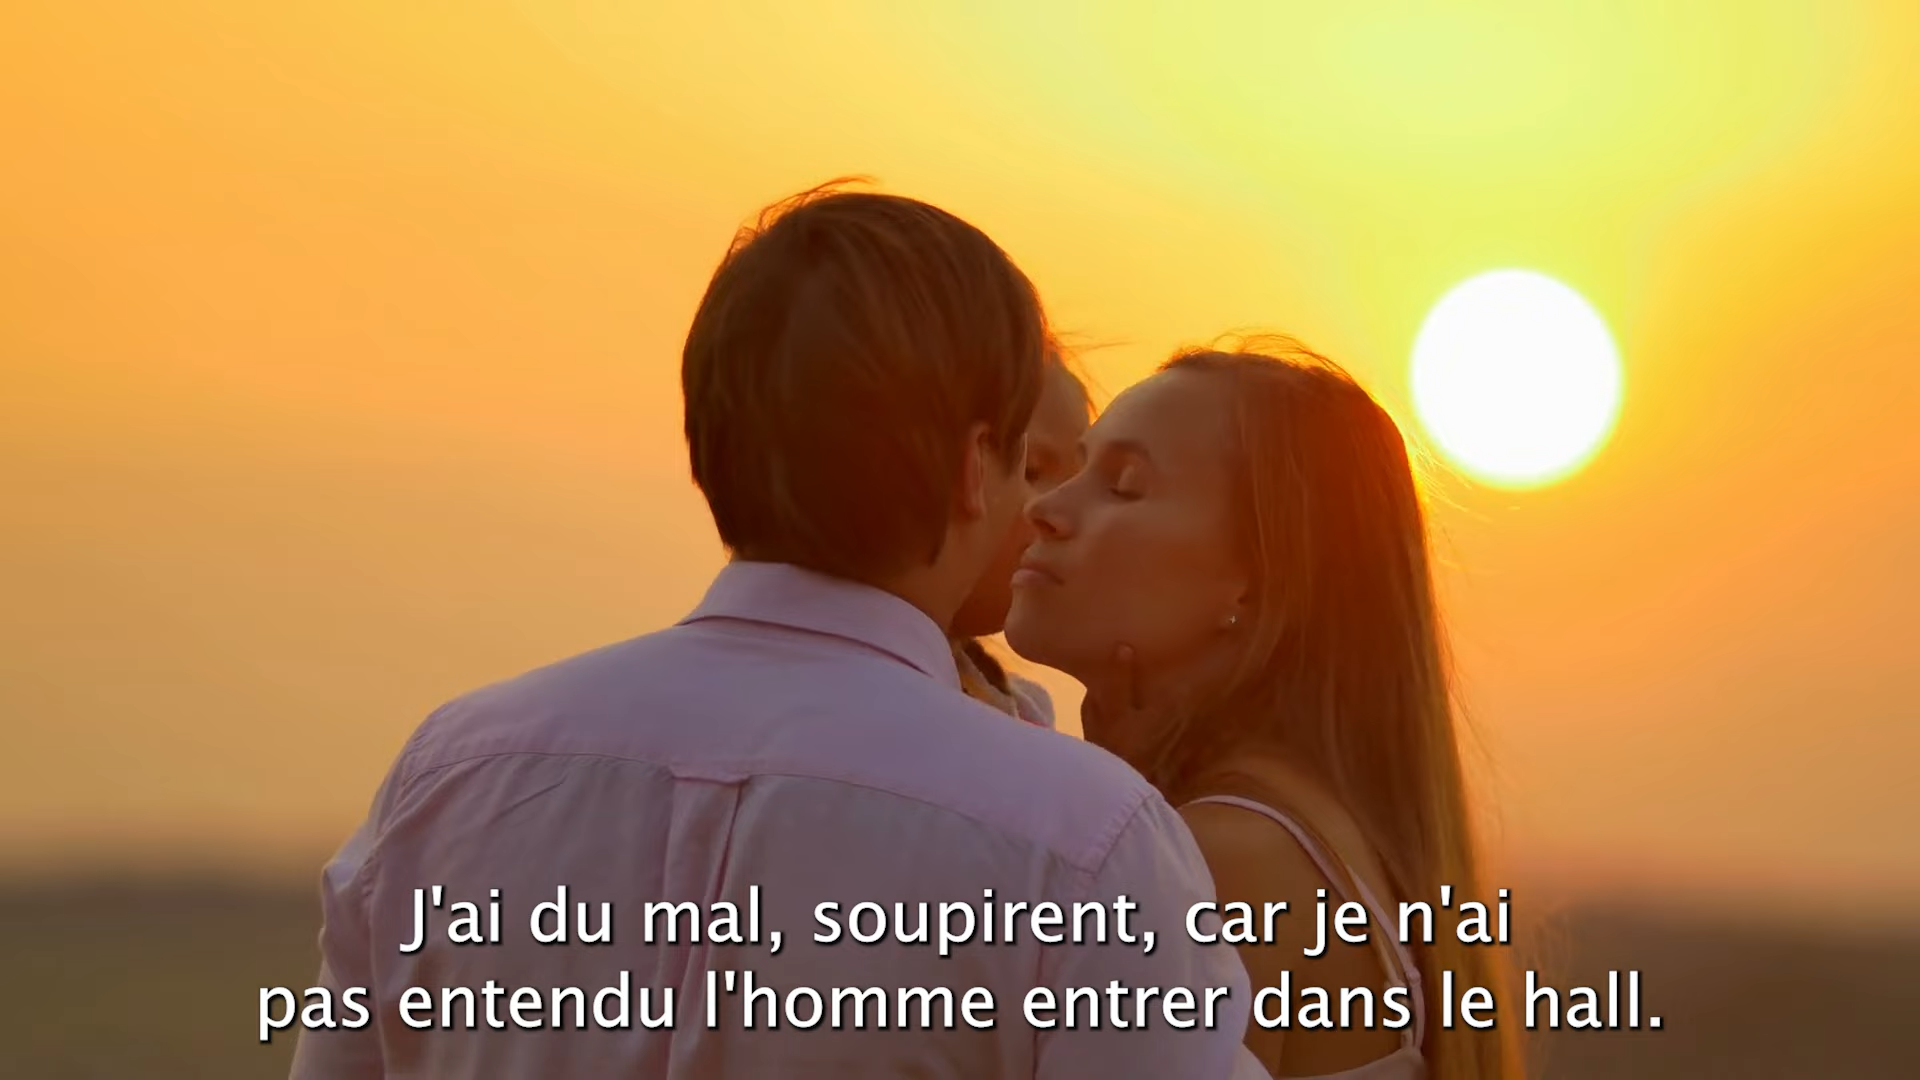 J'ai du mal, soupirent, car je n'ai
pas entendu l'homme entrer dans le hall.